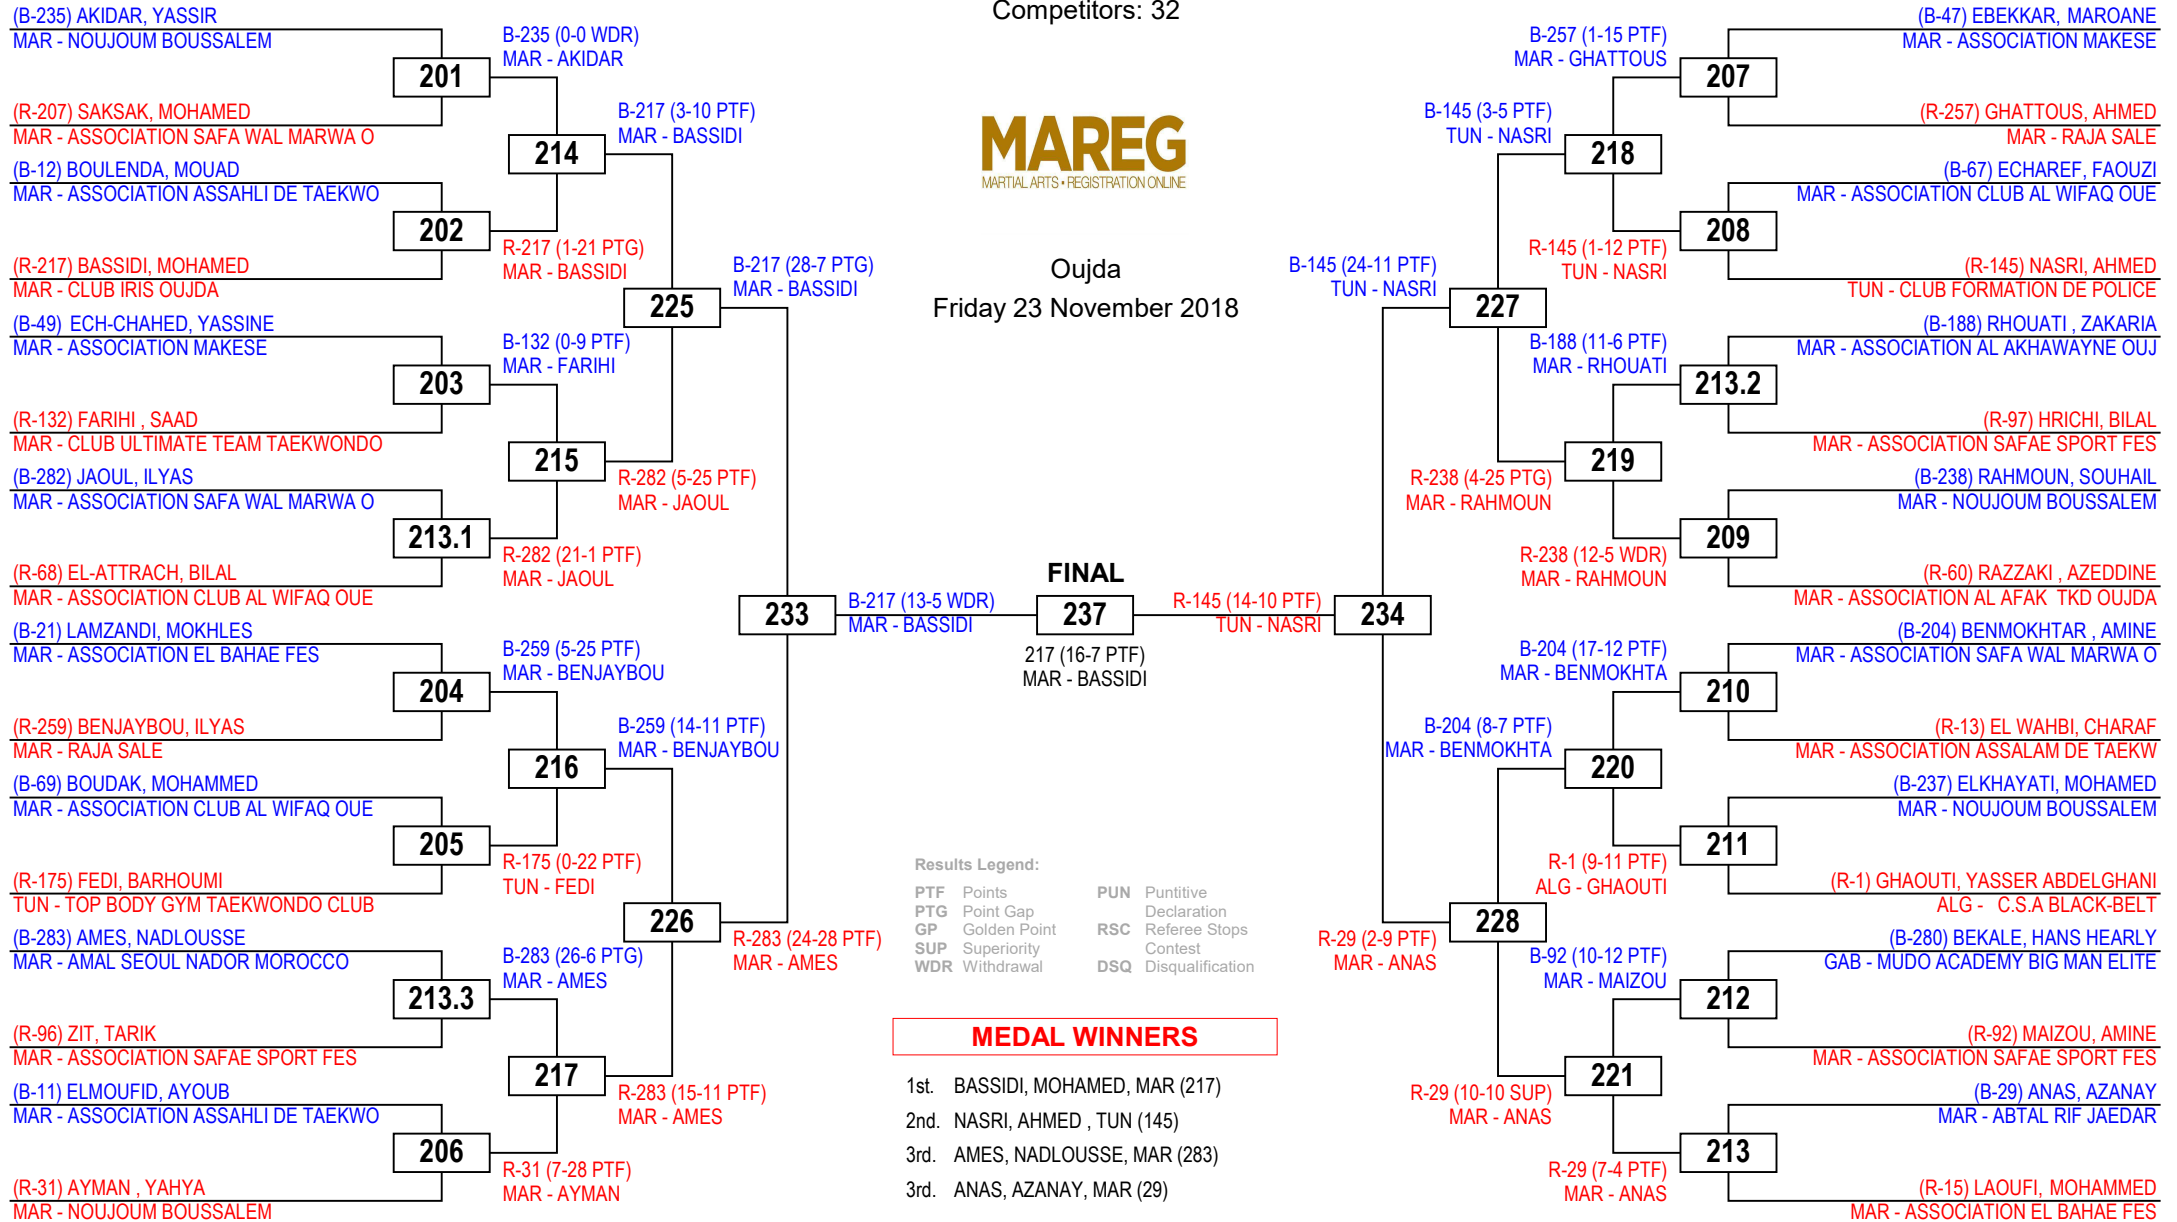 Competitors: 32
MAREG
MARTIAL ARTS • REGISTRATION ONLINE
Oujda
Friday 23 November 2018
(B-235) AKIDAR, YASSIR
MAR - NOUJOUM BOUSSALEM
201
(R-207) SAKSAK, MOHAMED
MAR - ASSOCIATION SAFA WAL MARWA O
(B-12) BOULENDA, MOUAD
MAR - ASSOCIATION ASSAHLI DE TAEKWO
202
(R-217) BASSIDI, MOHAMED
MAR - CLUB IRIS OUJDA
(B-49) ECH-CHAHED, YASSINE
MAR - ASSOCIATION MAKESE
203
(R-132) FARIHI , SAAD
MAR - CLUB ULTIMATE TEAM TAEKWONDO
(B-282) JAOUL, ILYAS
MAR - ASSOCIATION SAFA WAL MARWA O
213.1
(R-68) EL-ATTRACH, BILAL
MAR - ASSOCIATION CLUB AL WIFAQ OUE
(B-21) LAMZANDI, MOKHLES
MAR - ASSOCIATION EL BAHAE FES
204
(R-259) BENJAYBOU, ILYAS
MAR - RAJA SALE
(B-69) BOUDAK, MOHAMMED
MAR - ASSOCIATION CLUB AL WIFAQ OUE
205
(R-175) FEDI, BARHOUMI
TUN - TOP BODY GYM TAEKWONDO CLUB
(B-283) AMES, NADLOUSSE
MAR - AMAL SEOUL NADOR MOROCCO
213.3
(R-96) ZIT, TARIK
MAR - ASSOCIATION SAFAE SPORT FES
(B-11) ELMOUFID, AYOUB
MAR - ASSOCIATION ASSAHLI DE TAEKWO
206
(R-31) AYMAN , YAHYA
MAR - NOUJOUM BOUSSALEM
B-235 (0-0 WDR)
MAR - AKIDAR
214
R-217 (1-21 PTG)
MAR - BASSIDI
B-132 (0-9 PTF)
MAR - FARIHI
215
R-282 (21-1 PTF)
MAR - JAOUL
B-259 (5-25 PTF)
MAR - BENJAYBOU
216
R-175 (0-22 PTF)
TUN - FEDI
B-283 (26-6 PTG)
MAR - AMES
217
R-31 (7-28 PTF)
MAR - AYMAN
B-217 (3-10 PTF)
MAR - BASSIDI
225
R-282 (5-25 PTF)
MAR - JAOUL
B-259 (14-11 PTF)
MAR - BENJAYBOU
226
R-283 (15-11 PTF)
MAR - AMES
B-217 (28-7 PTG)
MAR - BASSIDI
233
R-283 (24-28 PTF)
MAR - AMES
B-217 (13-5 WDR)
MAR - BASSIDI
FINAL
237
217 (16-7 PTF)
MAR - BASSIDI
R-145 (14-10 PTF)
TUN - NASRI
234
B-145 (24-11 PTF)
TUN - NASRI
R-29 (2-9 PTF)
MAR - ANAS
B-145 (3-5 PTF)
TUN - NASRI
227
R-238 (4-25 PTG)
MAR - RAHMOUN
B-204 (8-7 PTF)
MAR - BENMOKHTA
228
R-29 (10-10 SUP)
MAR - ANAS
B-257 (1-15 PTF)
MAR - GHATTOUS
218
R-145 (1-12 PTF)
TUN - NASRI
B-188 (11-6 PTF)
MAR - RHOUATI
219
R-238 (12-5 WDR)
MAR - RAHMOUN
B-204 (17-12 PTF)
MAR - BENMOKHTA
220
R-1 (9-11 PTF)
ALG - GHAOUTI
B-92 (10-12 PTF)
MAR - MAIZOU
221
R-29 (7-4 PTF)
MAR - ANAS
(B-47) EBEKKAR, MAROANE
MAR - ASSOCIATION MAKESE
207
(R-257) GHATTOUS, AHMED
MAR - RAJA SALE
(B-67) ECHAREF, FAOUZI
MAR - ASSOCIATION CLUB AL WIFAQ OUE
208
(R-145) NASRI, AHMED
TUN - CLUB FORMATION DE POLICE
(B-188) RHOUATI , ZAKARIA
MAR - ASSOCIATION AL AKHAWAYNE OUJ
213.2
(R-97) HRICHI, BILAL
MAR - ASSOCIATION SAFAE SPORT FES
(B-238) RAHMOUN, SOUHAIL
MAR - NOUJOUM BOUSSALEM
209
(R-60) RAZZAKI , AZEDDINE
MAR - ASSOCIATION AL AFAK TKD OUJDA
(B-204) BENMOKHTAR , AMINE
MAR - ASSOCIATION SAFA WAL MARWA O
210
(R-13) EL WAHBI, CHARAF
MAR - ASSOCIATION ASSALAM DE TAEKW
(B-237) ELKHAYATI, MOHAMED
MAR - NOUJOUM BOUSSALEM
211
(R-1) GHAOUTI, YASSER ABDELGHANI
ALG - C.S.A BLACK-BELT
(B-280) BEKALE, HANS HEARLY
GAB - MUDO ACADEMY BIG MAN ELITE
212
(R-92) MAIZOU, AMINE
MAR - ASSOCIATION SAFAE SPORT FES
(B-29) ANAS, AZANAY
MAR - ABTAL RIF JAEDAR
213
(R-15) LAOUFI, MOHAMMED
MAR - ASSOCIATION EL BAHAE FES
Results Legend:
PTF Points
PTG Point Gap
GP Golden Point
SUP Superiority
WDR Withdrawal
PUN Puntitive
Declaration
RSC Referee Stops
Contest
DSQ Disqualification
MEDAL WINNERS
1st. BASSIDI, MOHAMED, MAR (217)
2nd. NASRI, AHMED , TUN (145)
3rd. AMES, NADLOUSSE, MAR (283)
3rd. ANAS, AZANAY, MAR (29)